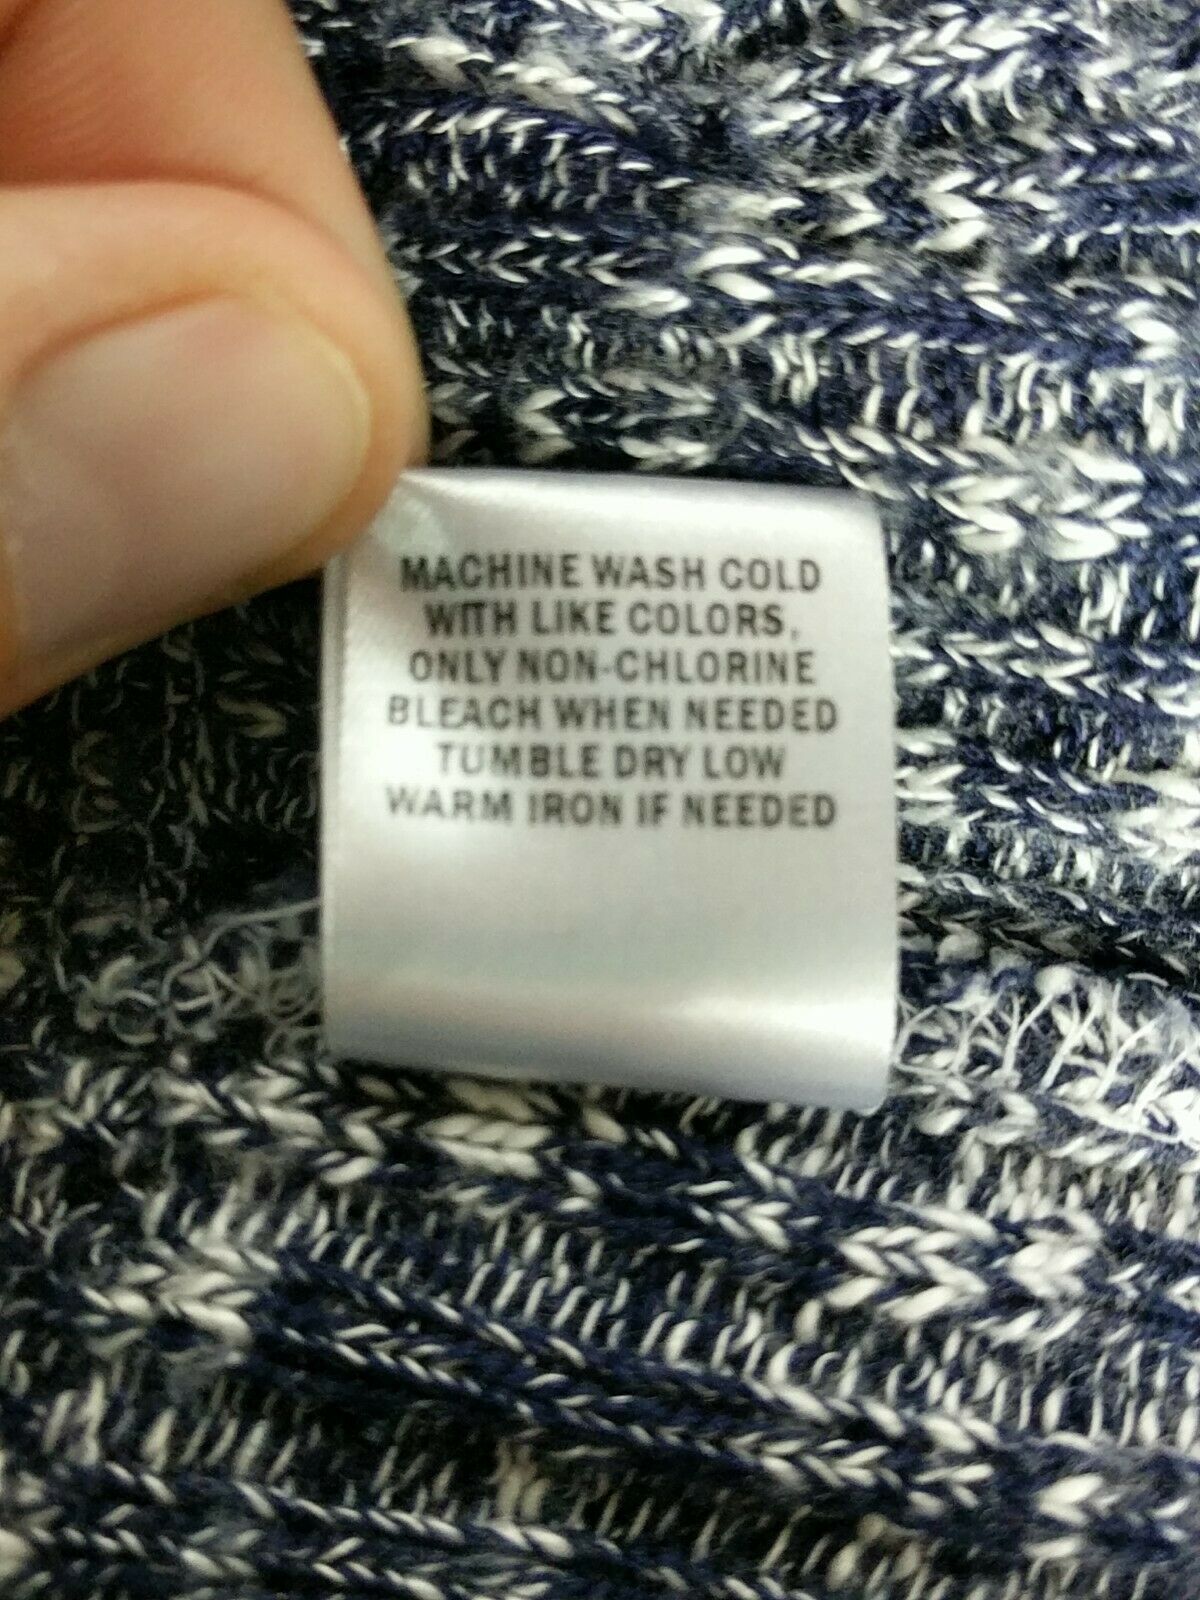 MACHINE WASH COLD
WITH LIKE COLORS,
ONLY NON-CHLORINE
BLEACH WHEN NEEDED
TUMBLE DRY LOW
WARM IRON IF NEEDED